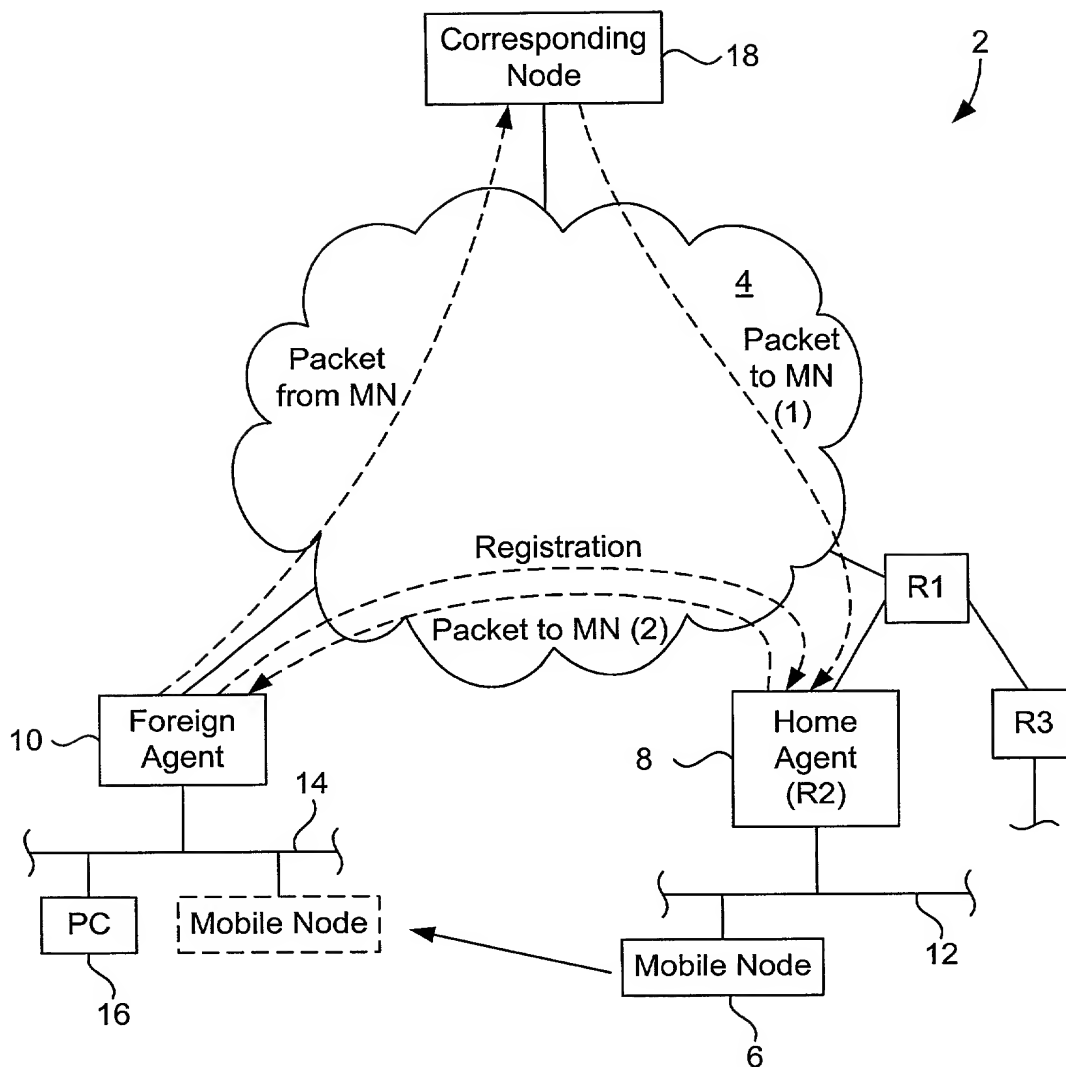 Corresponding
Node
18
2
4
Packet
from MN
Packet
to MN
(1)
Registration
R1
Packet to MN (2)
Foreign
Agent
10
Home
Agent
(R2)
8
R3
14
PC
Mobile Node
12
Mobile Node
16
6